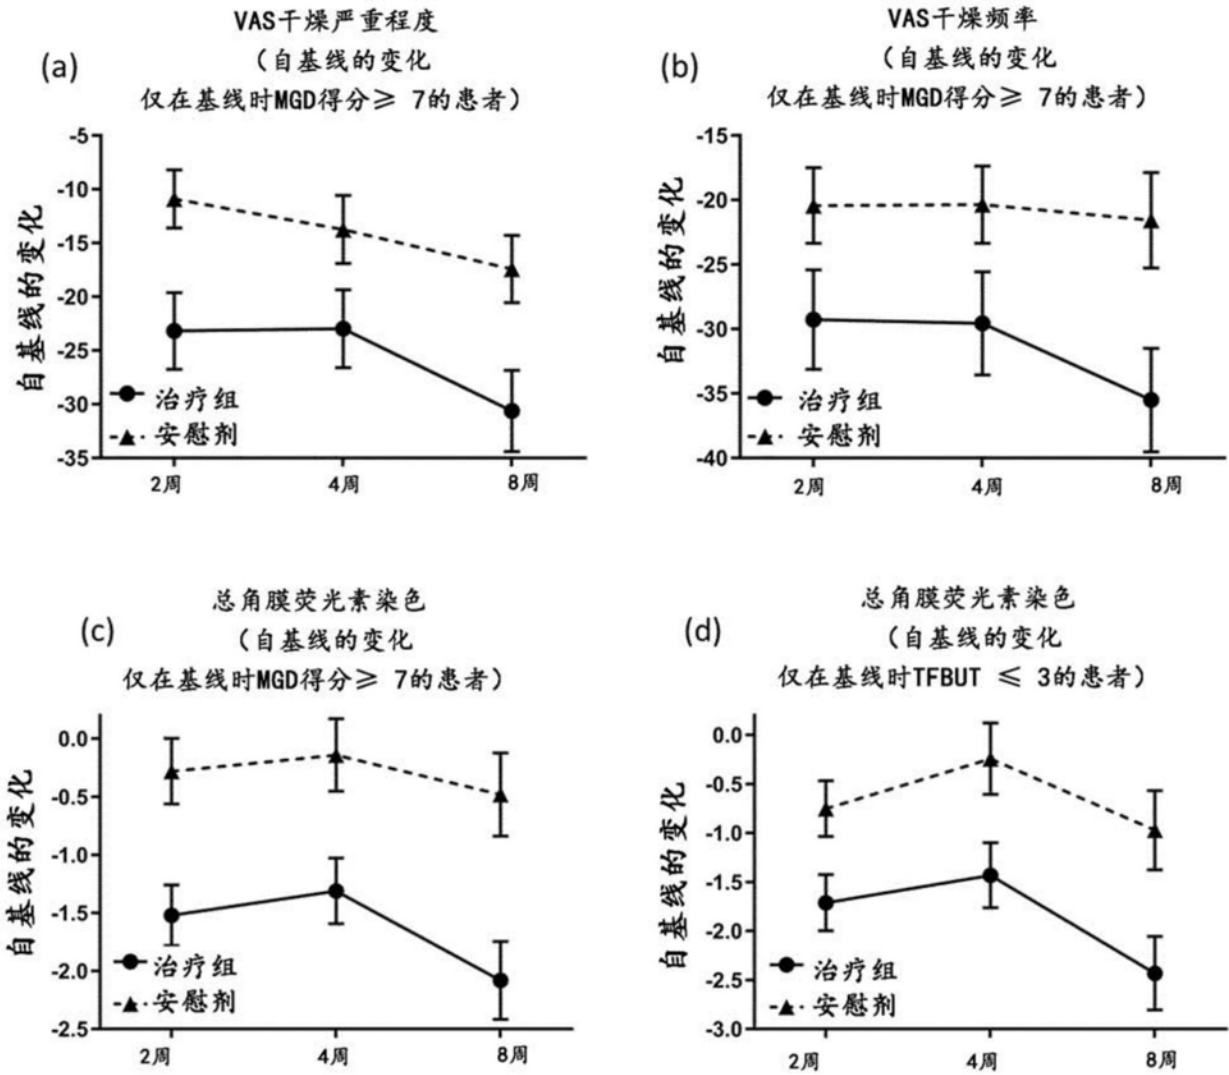 (a)
VAS干燥严重程度
（自基线的变化
仅在基线时MGD得分≥ 7的患者）
自基线的变化
-5
-10
-15
-20
-25
-30
-35
治疗组
安慰剂
2周
4周
8周
(b)
VAS干燥频率
（自基线的变化
仅在基线时MGD得分≥ 7的患者）
自基线的变化
-15
-20
-25
-30
-35
-40
治疗组
安慰剂
2周
4周
8周
(c)
总角膜荧光素染色
（自基线的变化
仅在基线时MGD得分≥ 7的患者）
自基线的变化
0.0
-0.5
-1.0
-1.5
-2.0
-2.5
治疗组
安慰剂
2周
4周
8周
(d)
总角膜荧光素染色
（自基线的变化
仅在基线时TFBUT ≤ 3的患者）
自基线的变化
0.0
-0.5
-1.0
-1.5
-2.0
-2.5
-3.0
治疗组
安慰剂
2周
4周
8周